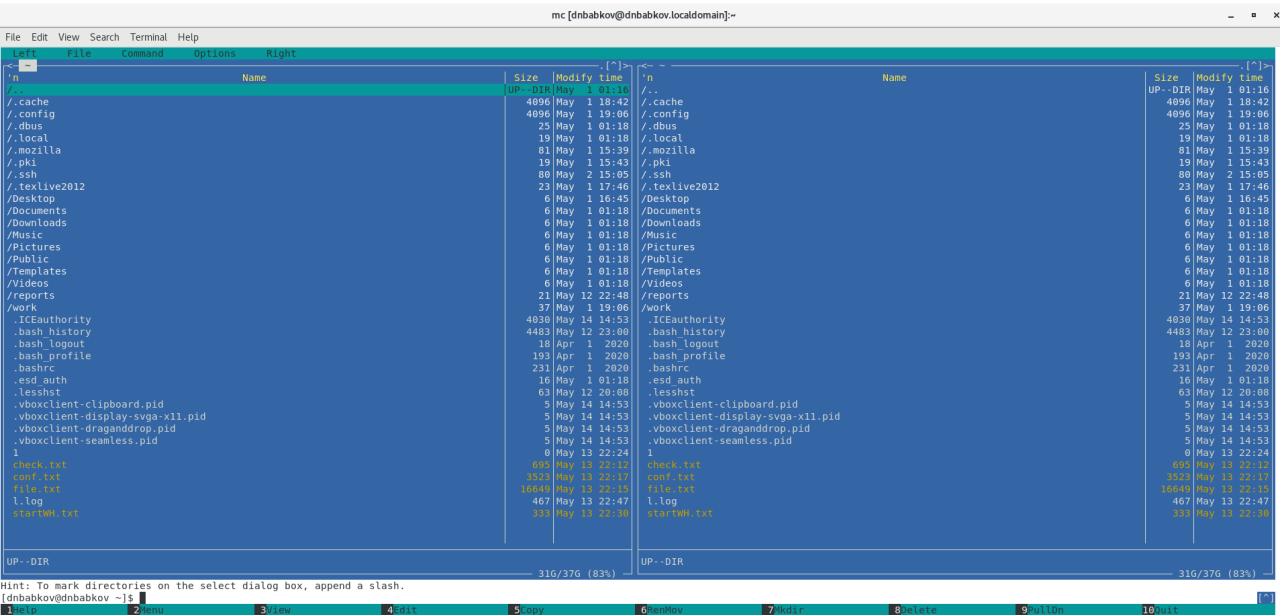 mc [dnbabkov@dnbabkov.localdomain]:~
File Edit View Search Terminal Help
Left File Command Options Right
<- ~ .[^]> <- ~ .[^]>
'n Name Size Modify time 'n Name Size Modify time
/.. UP--DIR May 1 01:16 /.. UP--DIR May 1 01:16
/.cache 4096 May 1 18:42 /.cache 4096 May 1 18:42
/.config 4096 May 1 19:06 /.config 4096 May 1 19:06
/.dbus 25 May 1 01:18 /.dbus 25 May 1 01:18
/.local 19 May 1 01:18 /.local 19 May 1 01:18
/.mozilla 81 May 1 15:39 /.mozilla 81 May 1 15:39
/.pki 19 May 1 15:43 /.pki 19 May 1 15:43
/.ssh 80 May 2 15:05 /.ssh 80 May 2 15:05
/.texlive2012 23 May 1 17:46 /.texlive2012 23 May 1 17:46
/Desktop 6 May 1 16:45 /Desktop 6 May 1 16:45
/Documents 6 May 1 01:18 /Documents 6 May 1 01:18
/Downloads 6 May 1 01:18 /Downloads 6 May 1 01:18
/Music 6 May 1 01:18 /Music 6 May 1 01:18
/Pictures 6 May 1 01:18 /Pictures 6 May 1 01:18
/Public 6 May 1 01:18 /Public 6 May 1 01:18
/Templates 6 May 1 01:18 /Templates 6 May 1 01:18
/Videos 6 May 1 01:18 /Videos 6 May 1 01:18
/reports 21 May 12 22:48 /reports 21 May 12 22:48
/work 37 May 1 19:06 /work 37 May 1 19:06
.ICEauthority 4030 May 14 14:53 .ICEauthority 4030 May 14 14:53
.bash_history 4483 May 12 23:00 .bash_history 4483 May 12 23:00
.bash_logout 18 Apr 1 2020 .bash_logout 18 Apr 1 2020
.bash_profile 193 Apr 1 2020 .bash_profile 193 Apr 1 2020
.bashrc 231 Apr 1 2020 .bashrc 231 Apr 1 2020
.esd_auth 16 May 1 01:18 .esd_auth 16 May 1 01:18
.lesshst 63 May 12 20:08 .lesshst 63 May 12 20:08
.vboxclient-clipboard.pid 5 May 14 14:53 .vboxclient-clipboard.pid 5 May 14 14:53
.vboxclient-display-svga-x11.pid 5 May 14 14:53 .vboxclient-display-svga-x11.pid 5 May 14 14:53
.vboxclient-draganddrop.pid 5 May 14 14:53 .vboxclient-draganddrop.pid 5 May 14 14:53
.vboxclient-seamless.pid 5 May 14 14:53 .vboxclient-seamless.pid 5 May 14 14:53
1 0 May 13 22:24 1 0 May 13 22:24
check.txt 695 May 13 22:12 check.txt 695 May 13 22:12
conf.txt 3523 May 13 22:17 conf.txt 3523 May 13 22:17
file.txt 16649 May 13 22:15 file.txt 16649 May 13 22:15
l.log 467 May 13 22:47 l.log 467 May 13 22:47
startWH.txt 333 May 13 22:30 startWH.txt 333 May 13 22:30
UP--DIR UP--DIR
31G/37G (83%) 31G/37G (83%)
Hint: To mark directories on the select dialog box, append a slash.
[dnbabkov@dnbabkov ~]$ [^]
1Help 2Menu 3View 4Edit 5Copy 6RenMov 7Mkdir 8Delete 9PullDn 10Quit